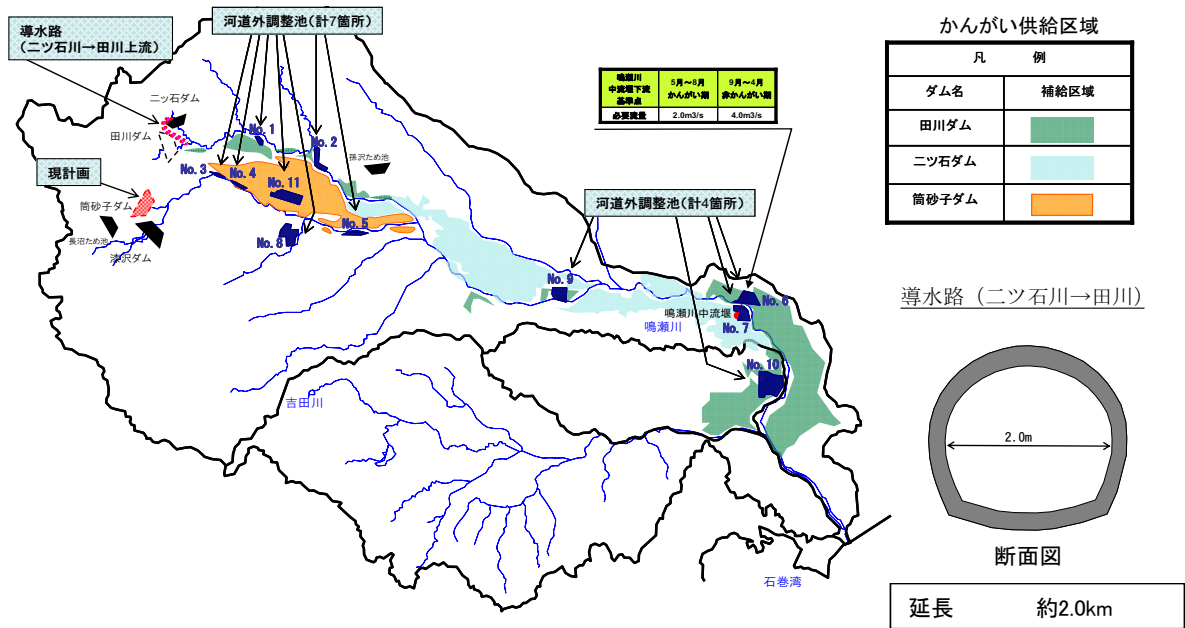 導水路
(二ツ石川→田川上流)
河道外調整池(計7箇所)
二ッ石ダム
田川ダム
No. 1
No. 2
孫沢ため池
No. 3
No. 4
No. 11
現計画
筒砂子ダム
長沼ため池
漆沢ダム
No. 8
No. 5
鳴瀬川
中流堰下流
基準点
5月～8月
かんがい期
9月～4月
非かんがい期
必要流量
2.0m3/s
4.0m3/s
河道外調整池(計4箇所)
No. 9
No. 6
鳴瀬川中流堰
No. 7
鳴瀬川
No. 10
吉田川
石巻湾
かんがい供給区域
凡 例
ダム名 補給区域
田川ダム
二ツ石ダム
筒砂子ダム
導水路(二ツ石川→田川)
2.0m
断面図
延長 約2.0km